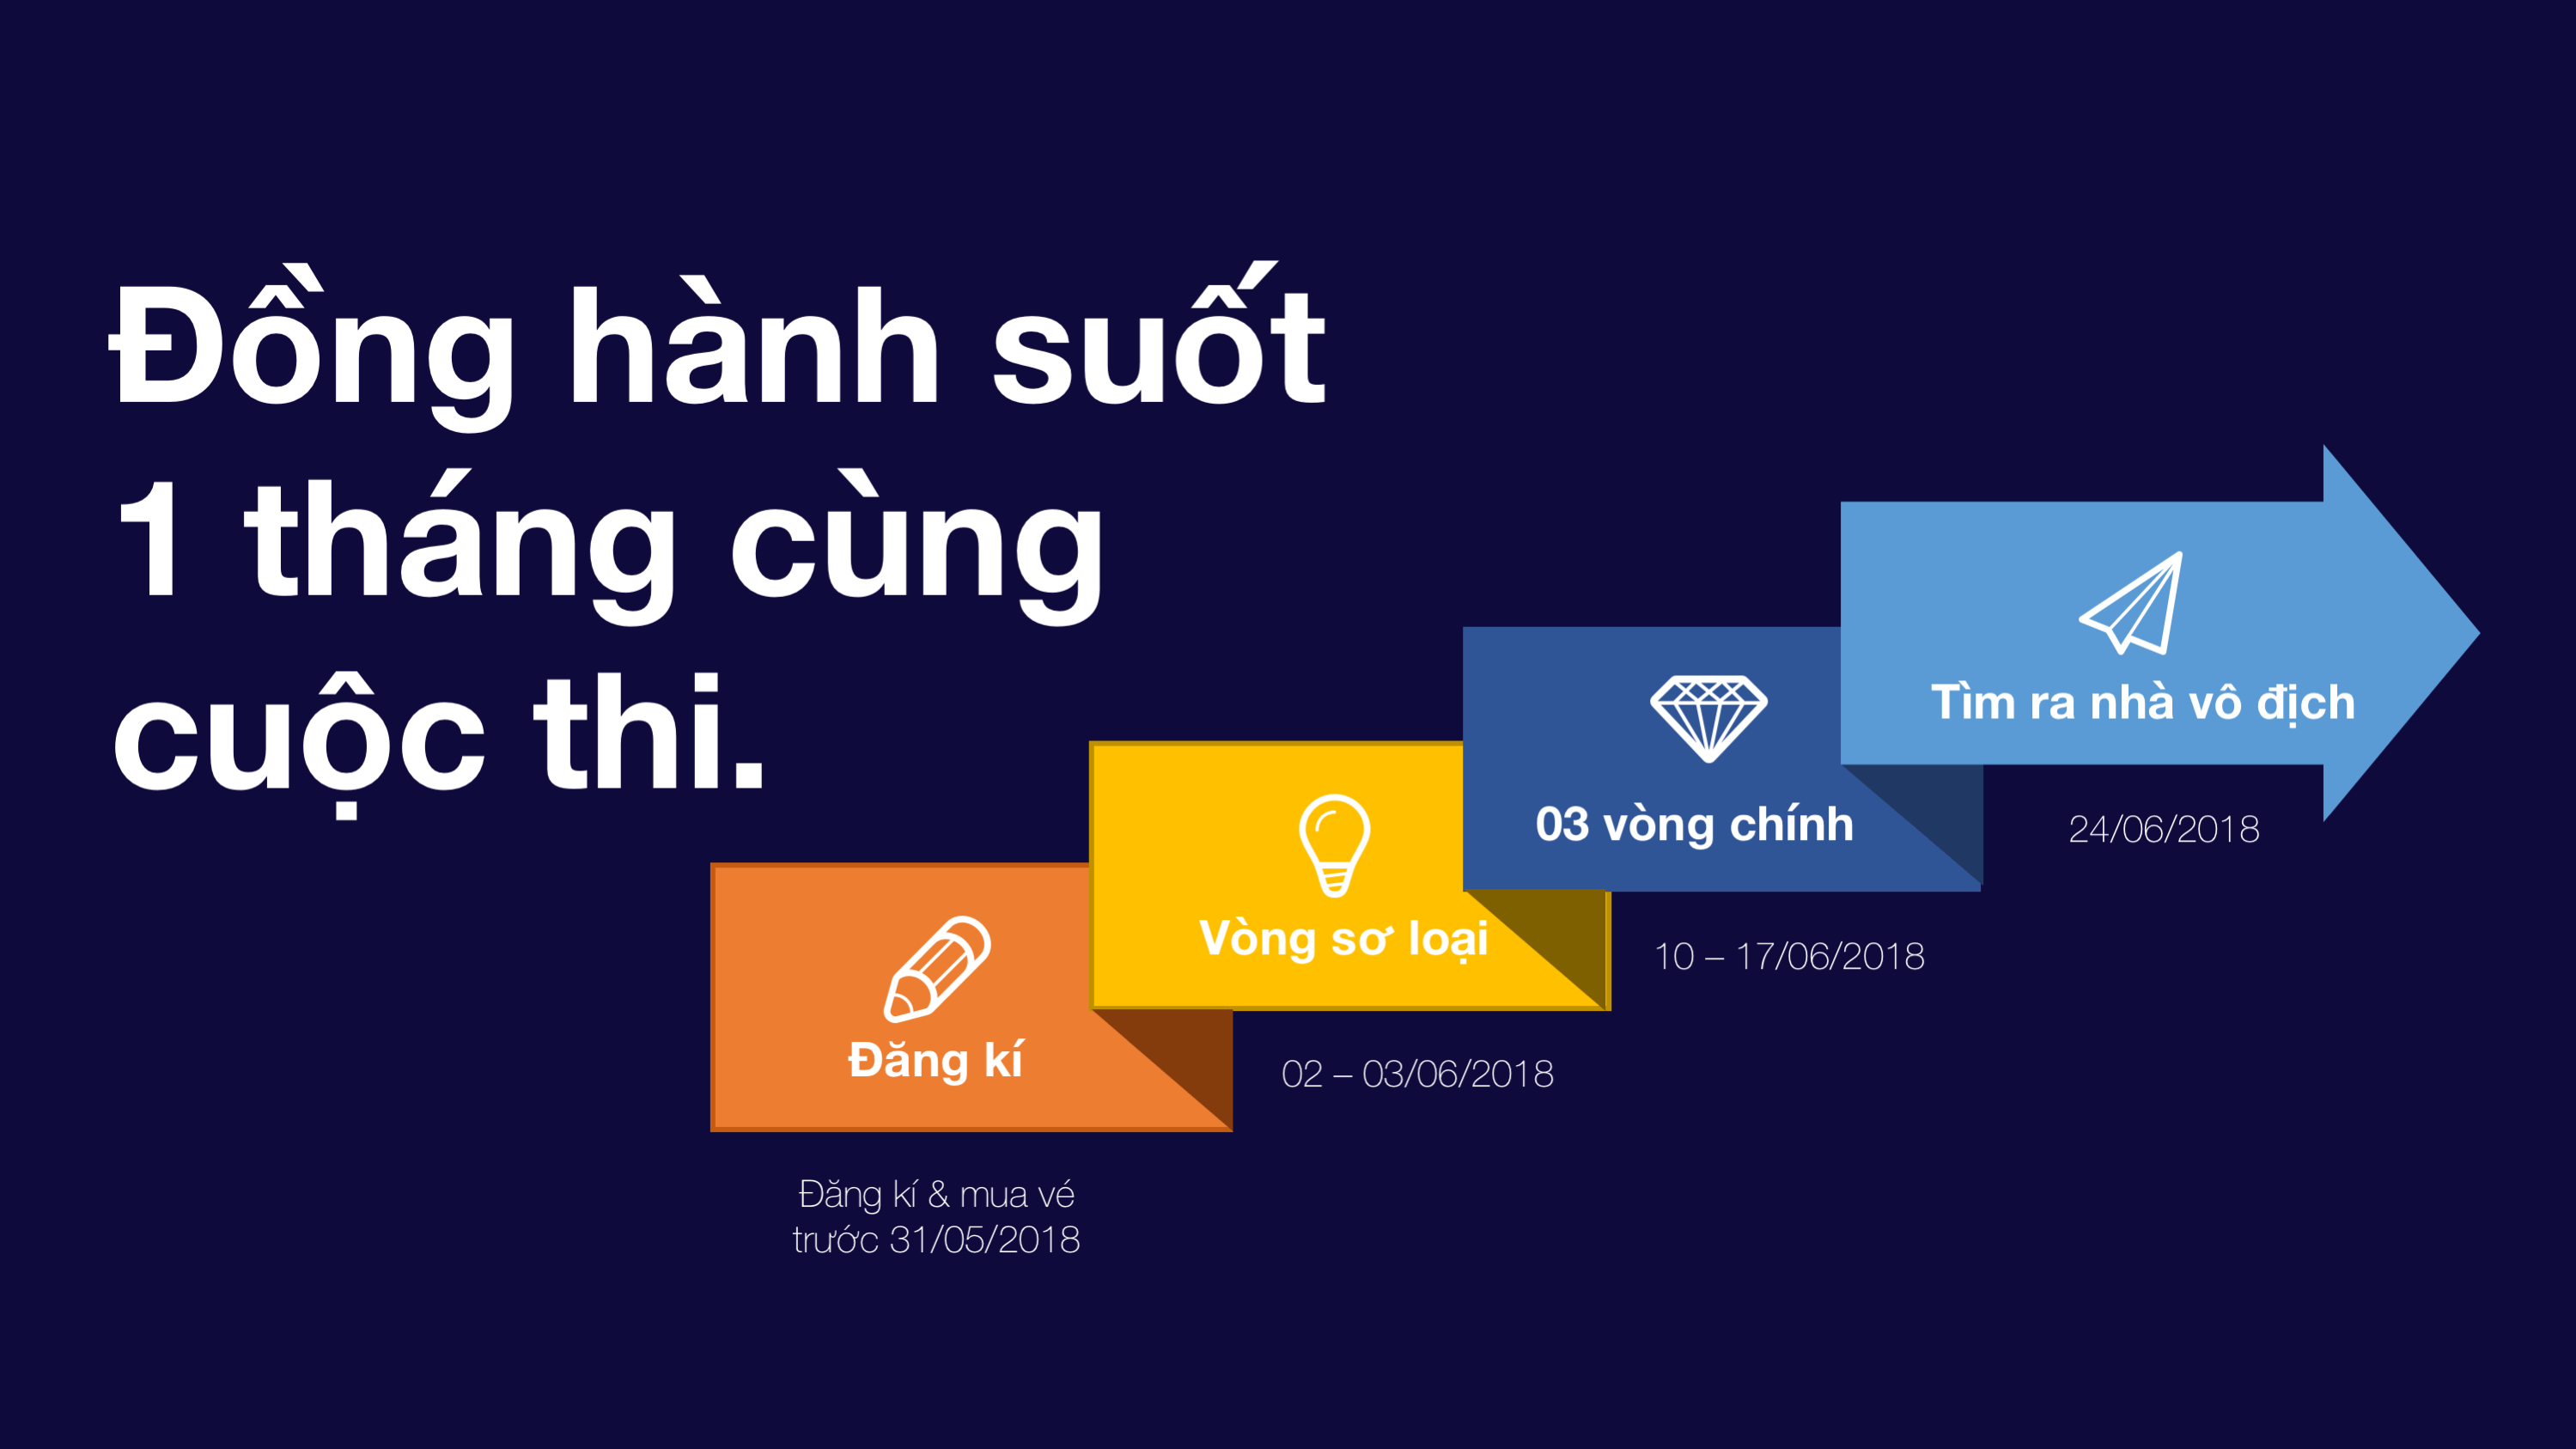 Đồng hành suốt
1 tháng cùng
cuộc thi.
Đăng kí
Đăng kí & mua vé
trước 31/05/2018
Vòng sơ loại
02 – 03/06/2018
03 vòng chính
10 – 17/06/2018
Tìm ra nhà vô địch
24/06/2018